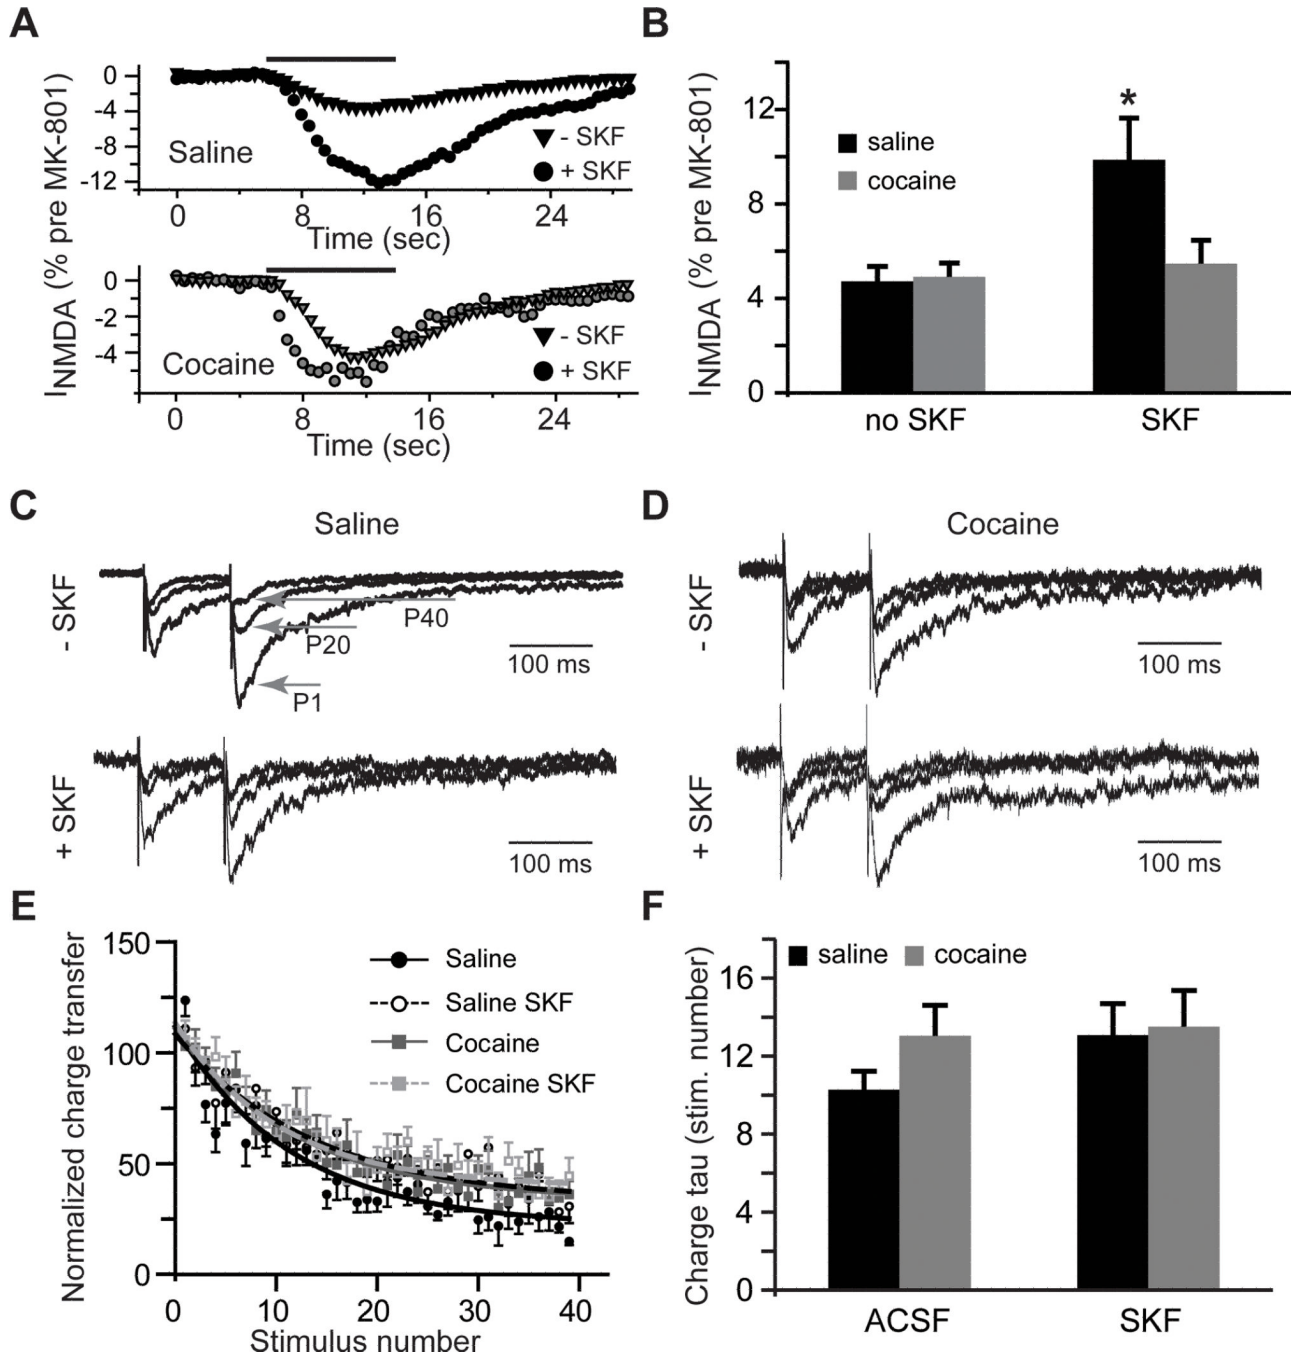 A
I_NMDA (% pre MK-801)
0
-4
-8
-12
Saline
- SKF
+ SKF
0
8
16
24
Time (sec)
0
-2
-4
Cocaine
- SKF
+ SKF
0
8
16
24
Time (sec)
B
I_NMDA (% pre MK-801)
12
8
4
0
*
saline
cocaine
no SKF
SKF
C
Saline
- SKF
P40
P20
P1
100 ms
+ SKF
100 ms
D
Cocaine
- SKF
100 ms
+ SKF
100 ms
E
Normalized charge transfer
150
100
50
0
Saline
Saline SKF
Cocaine
Cocaine SKF
0
10
20
30
40
Stimulus number
F
Charge tau (stim. number)
16
12
8
4
0
saline
cocaine
ACSF
SKF